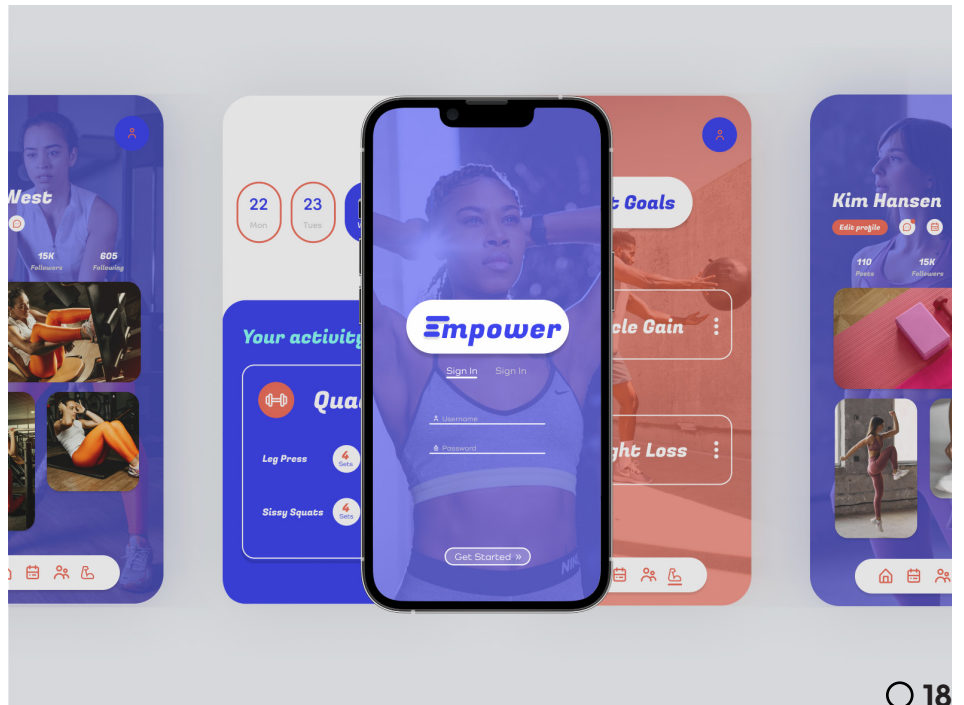 West
15K
Followers
605
Following
22
Mon
23
Tues
Your activity
Leg Press
4
Sets
Sissy Squats
4
Sets
Empower
Sign In
Sign In
Username
Password
Get Started »
Goals
Gain
Loss
Kim Hansen
Edit profile
110
Posts
15K
Followers
18